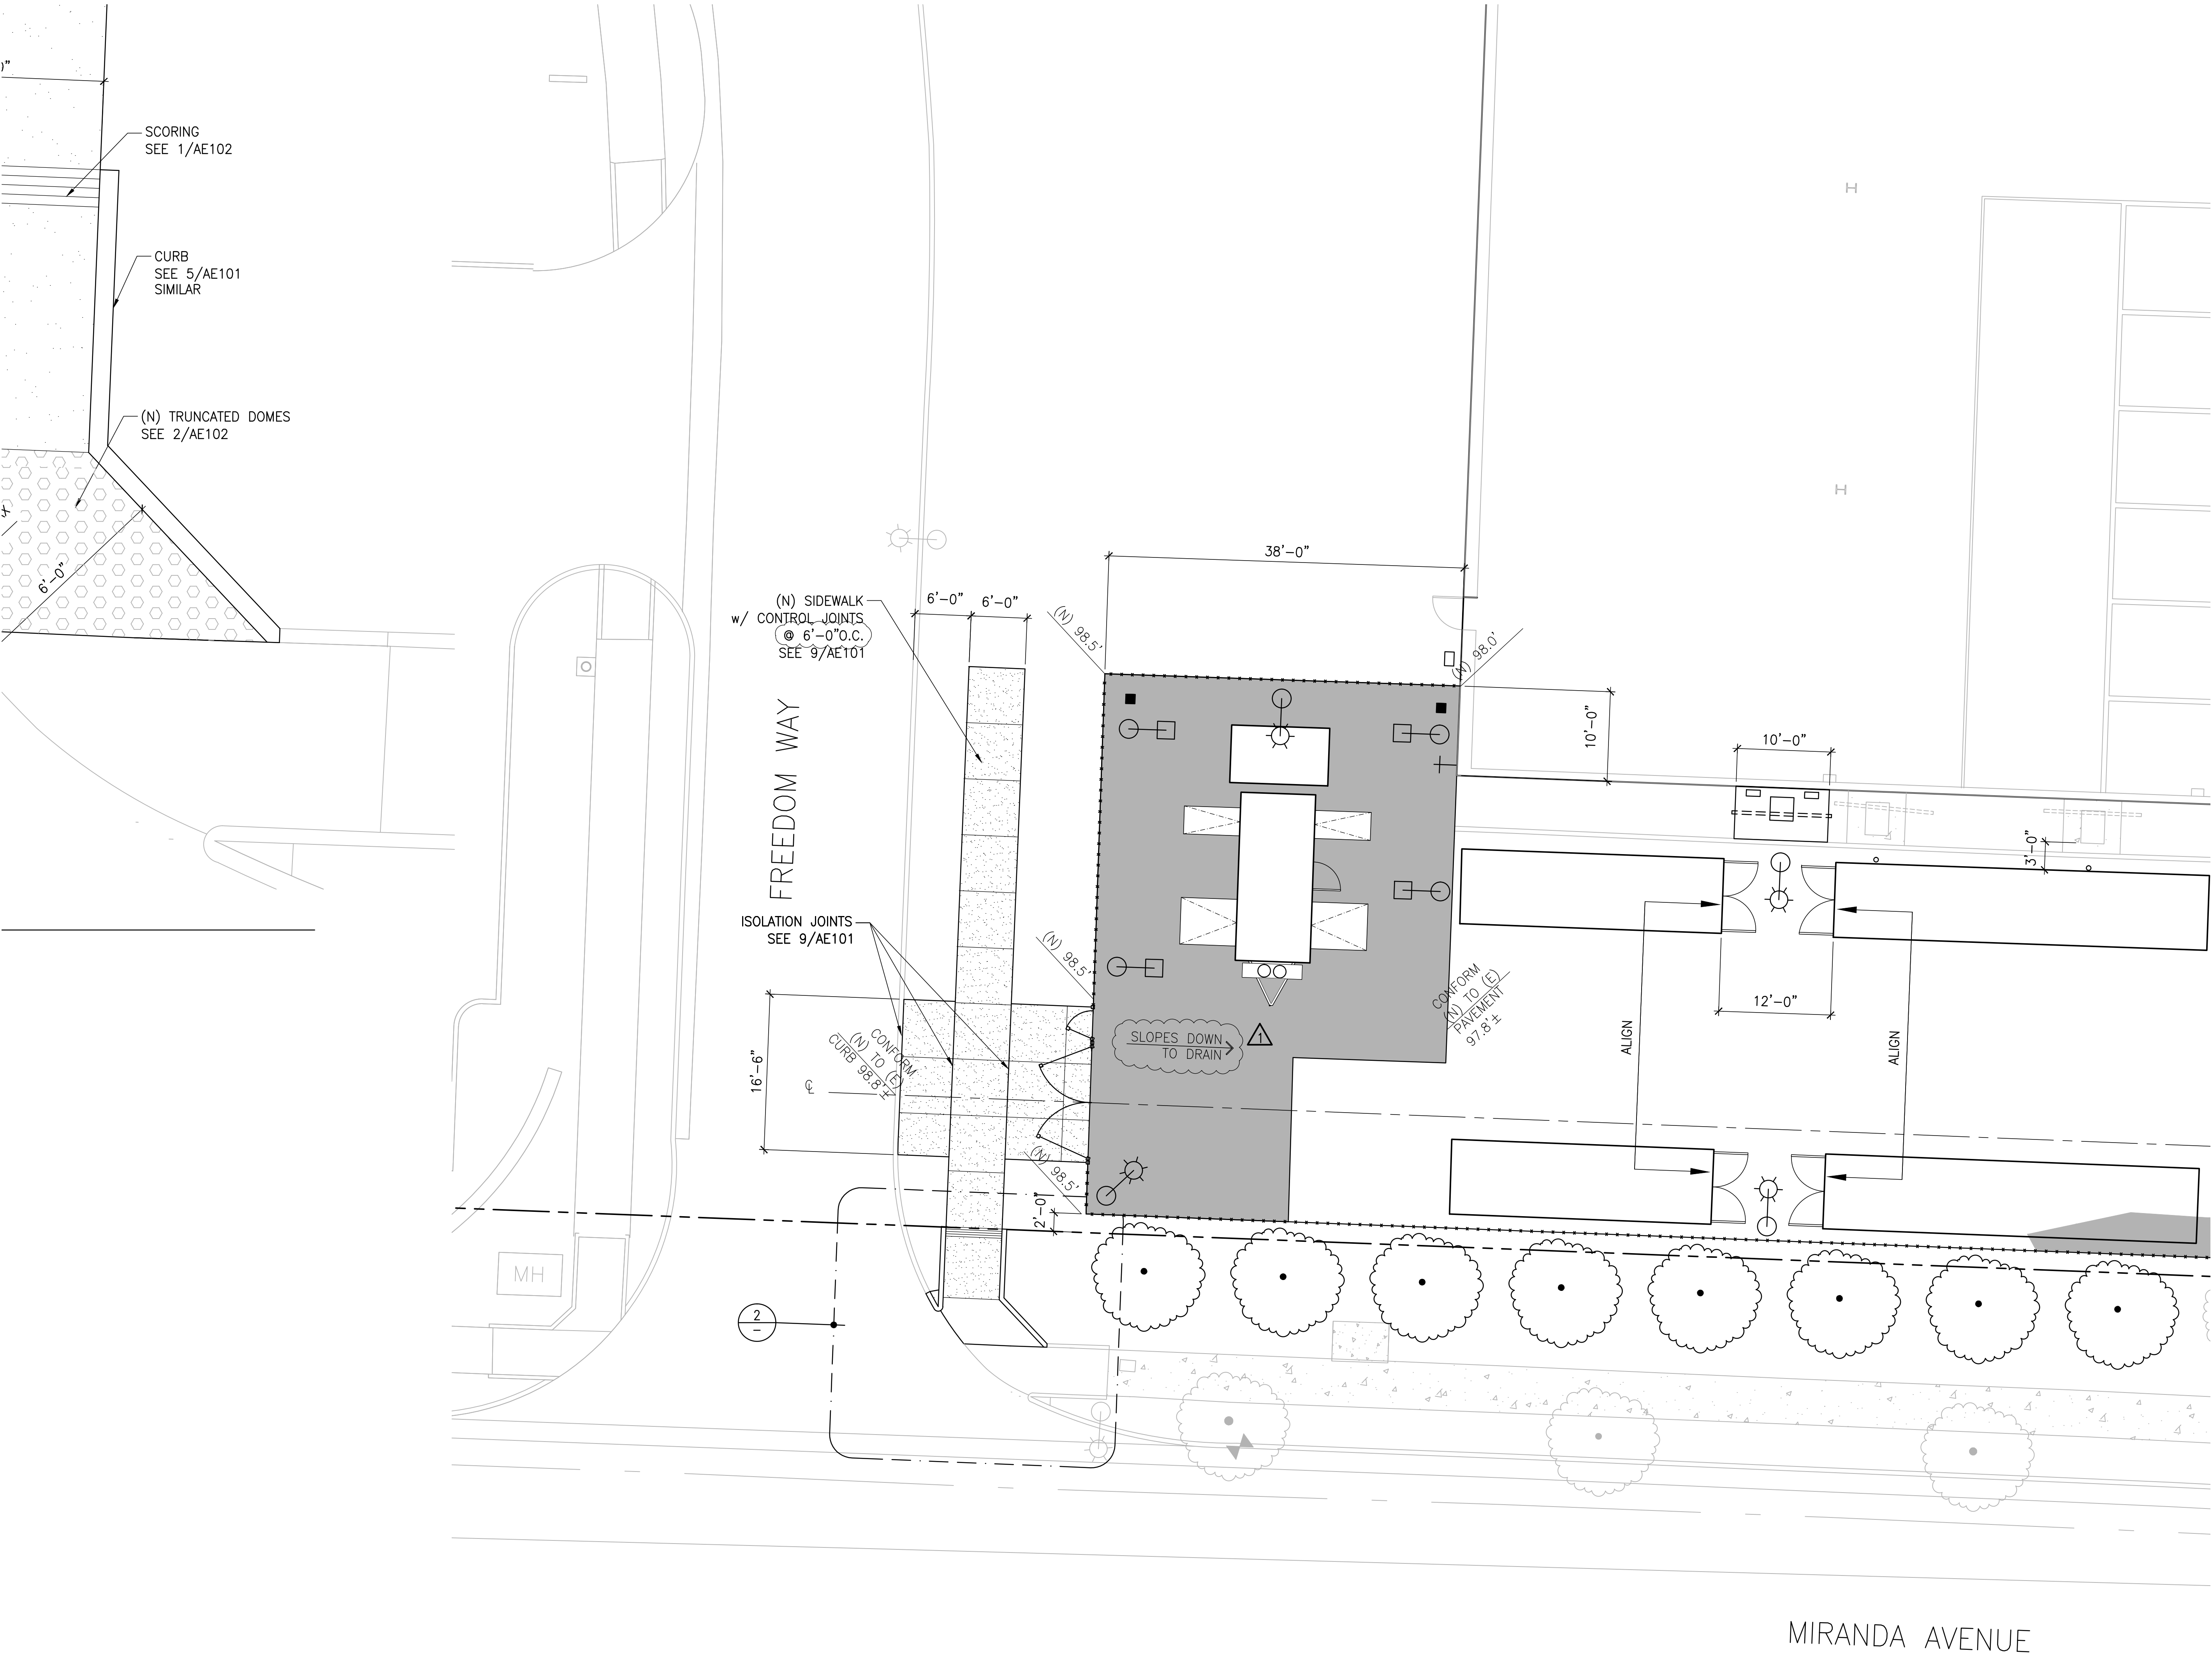 SCORING
SEE 1/AE102
CURB
SEE 5/AE101
SIMILAR
(N) TRUNCATED DOMES
SEE 2/AE102
6'-0"
(N) SIDEWALK
w/ CONTROL JOINTS
@ 6'-0"O.C.
SEE 9/AE101
6'-0"
6'-0"
38'-0"
(N) 98.5'
(N) 98.0'
10'-0"
10'-0"
3'-0"
FREEDOM WAY
ISOLATION JOINTS
SEE 9/AE101
(N) 98.5'
CONFORM
(N) TO (E)
PAVEMENT
97.8'±
12'-0"
ALIGN
ALIGN
SLOPES DOWN
TO DRAIN
1
16'-6"
CONFORM
(N) TO (E)
CURB 98.8'±
(N) 98.5'
2'-0"
MH
2
–
H
H
MIRANDA AVENUE